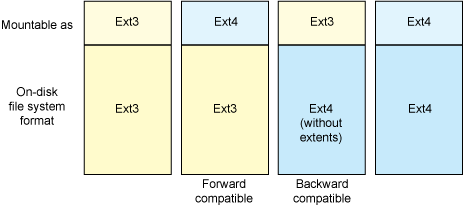 Mountable as
Ext3
Ext4
Ext3
Ext4
On-disk
file system
format
Ext3
Ext3
Ext4
(without
extents)
Ext4
Forward
compatible
Backward
compatible